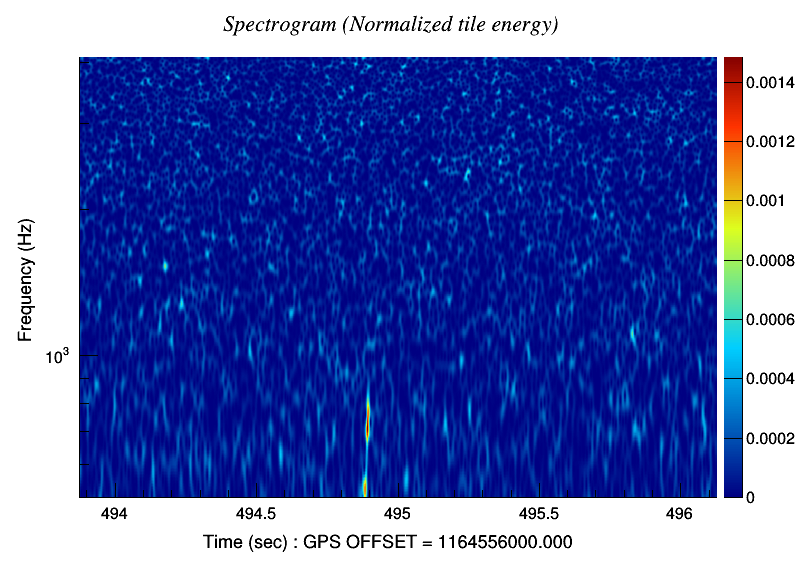 Spectrogram (Normalized tile energy)
Frequency (Hz)
10³
0.0014
0.0012
0.001
0.0008
0.0006
0.0004
0.0002
0
494 494.5 495 495.5 496
Time (sec) : GPS OFFSET = 1164556000.000